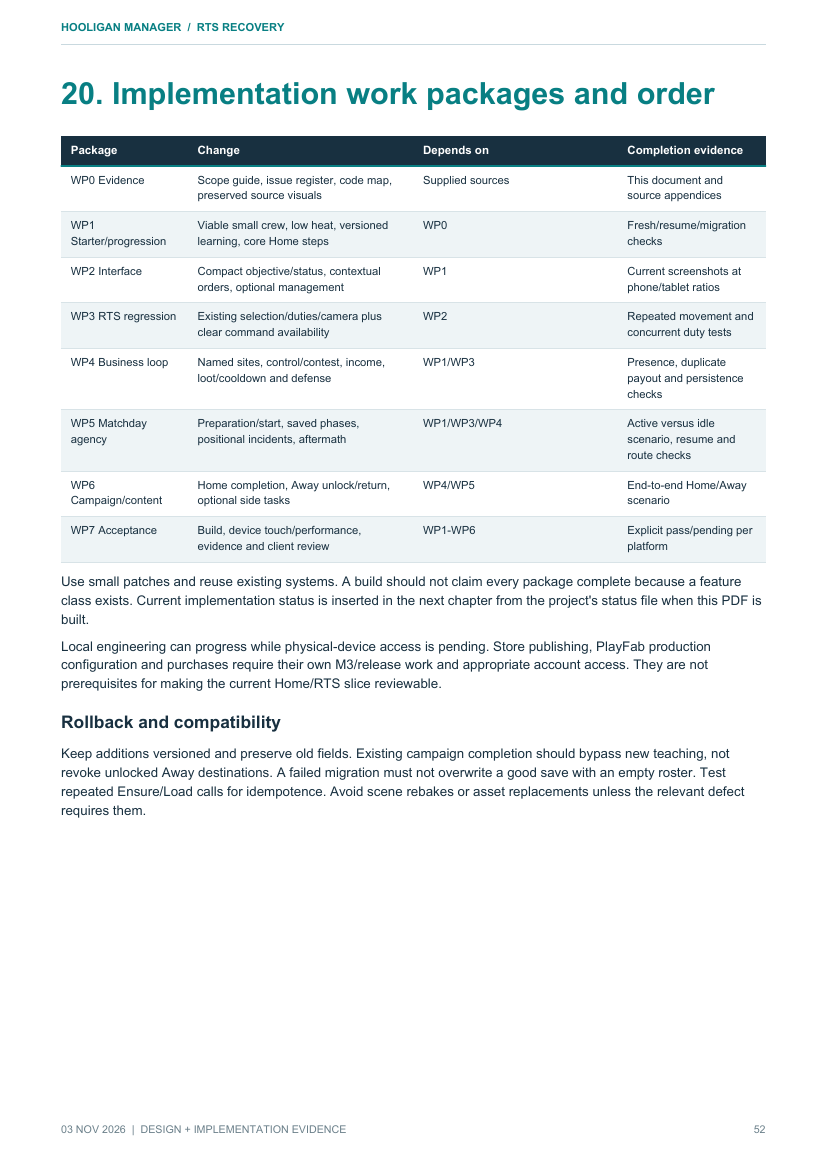 HOOLIGAN MANAGER / RTS RECOVERY
20. Implementation work packages and order
Package Change Depends on Completion evidence
WP0 Evidence Scope guide, issue register, code map, Supplied sources This document and
preserved source visuals source appendices
WP1 Viable small crew, low heat, versioned WP0 Fresh/resume/migration
Starter/progression learning, core Home steps checks
WP2 Interface Compact objective/status, contextual WP1 Current screenshots at
orders, optional management phone/tablet ratios
WP3 RTS regression Existing selection/duties/camera plus WP2 Repeated movement and
clear command availability concurrent duty tests
WP4 Business loop Named sites, control/contest, income, WP1/WP3 Presence, duplicate
loot/cooldown and defense payout and persistence
checks
WP5 Matchday Preparation/start, saved phases, WP1/WP3/WP4 Active versus idle
agency positional incidents, aftermath scenario, resume and
route checks
WP6 Home completion, Away unlock/return, WP4/WP5 End-to-end Home/Away
Campaign/content optional side tasks scenario
WP7 Acceptance Build, device touch/performance, WP1-WP6 Explicit pass/pending per
evidence and client review platform
Use small patches and reuse existing systems. A build should not claim every package complete because a feature
class exists. Current implementation status is inserted in the next chapter from the project's status file when this PDF is
built.
Local engineering can progress while physical-device access is pending. Store publishing, PlayFab production
configuration and purchases require their own M3/release work and appropriate account access. They are not
prerequisites for making the current Home/RTS slice reviewable.
Rollback and compatibility
Keep additions versioned and preserve old fields. Existing campaign completion should bypass new teaching, not
revoke unlocked Away destinations. A failed migration must not overwrite a good save with an empty roster. Test
repeated Ensure/Load calls for idempotence. Avoid scene rebakes or asset replacements unless the relevant defect
requires them.
03 NOV 2026 | DESIGN + IMPLEMENTATION EVIDENCE 52